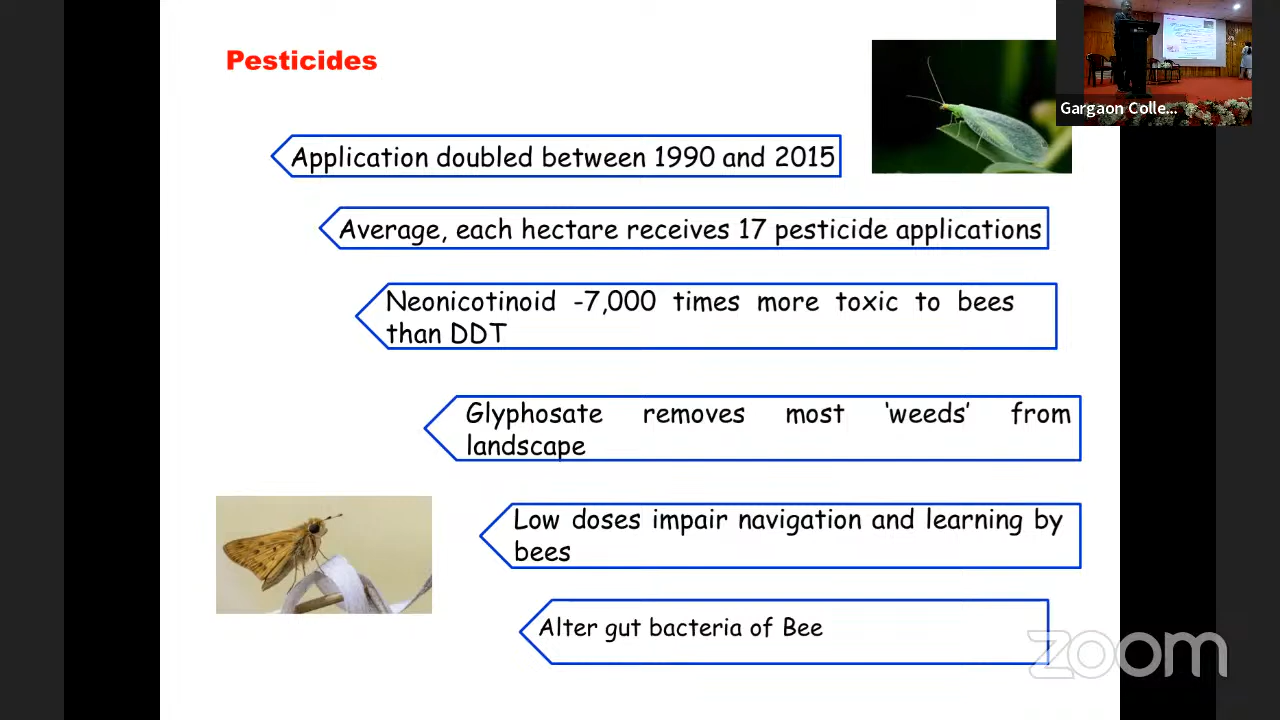 Pesticides
Gargaon Colle...
Application doubled between 1990 and 2015
Average, each hectare receives 17 pesticide applications
Neonicotinoid -7,000 times more toxic to bees
than DDT
Glyphosate removes most ‘weeds’ from
landscape
Low doses impair navigation and learning by
bees
Alter gut bacteria of Bee
zoom